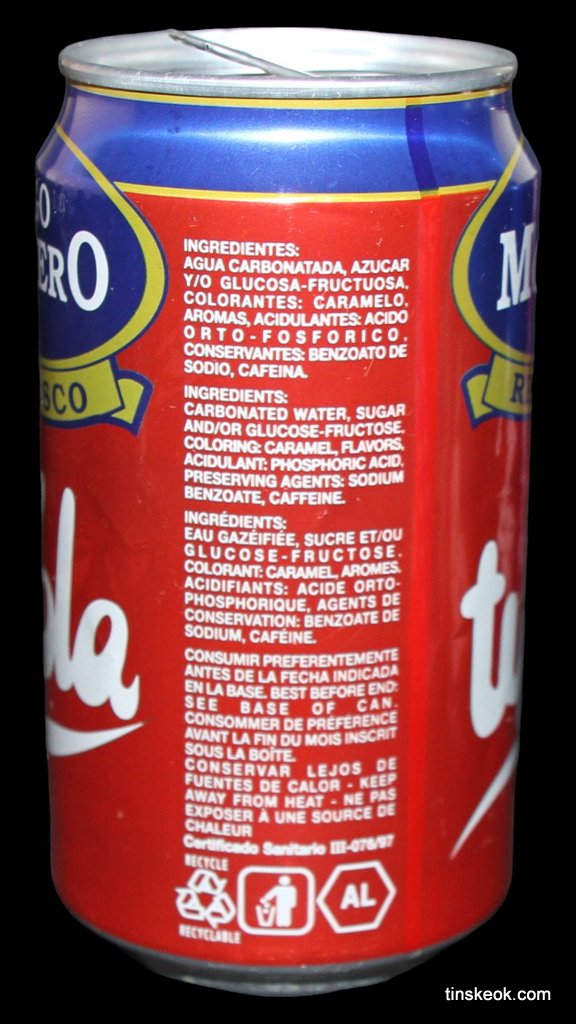 O
ERO
SCO
ola
INGREDIENTES:
AGUA CARBONATADA, AZUCAR
Y/O GLUCOSA-FRUCTUOSA.
COLORANTES: CARAMELO,
AROMAS, ACIDULANTES: ACIDO
ORTO-FOSFORICO.
CONSERVANTES: BENZOATO DE
SODIO, CAFEINA.
INGREDIENTS:
CARBONATED WATER, SUGAR
AND/OR GLUCOSE-FRUCTOSE.
COLORING: CARAMEL, FLAVORS,
ACIDULANT: PHOSPHORIC ACID.
PRESERVING AGENTS: SODIUM
BENZOATE, CAFFEINE.
INGRÉDIENTS:
EAU GAZÉIFIÉE, SUCRE ET/OU
GLUCOSE-FRUCTOSE.
COLORANT: CARAMEL, AROMES.
ACIDIFIANTS: ACIDE ORTO-
PHOSPHORIQUE, AGENTS DE
CONSERVATION: BENZOATE DE
SODIUM, CAFÉINE.
CONSUMIR PREFERENTEMENTE
ANTES DE LA FECHA INDICADA
EN LA BASE. BEST BEFORE END:
SEE BASE OF CAN.
CONSOMMER DE PRÉFÉRENCE
AVANT LA FIN DU MOIS INSCRIT
SOUS LA BOÎTE.
CONSERVAR LEJOS DE
FUENTES DE CALOR - KEEP
AWAY FROM HEAT - NE PAS
EXPOSER À UNE SOURCE DE
CHALEUR
Certificado Sanitario III-076/97
RECYCLE
RECYCLABLE
AL
M
R
tu
tinskeok.com